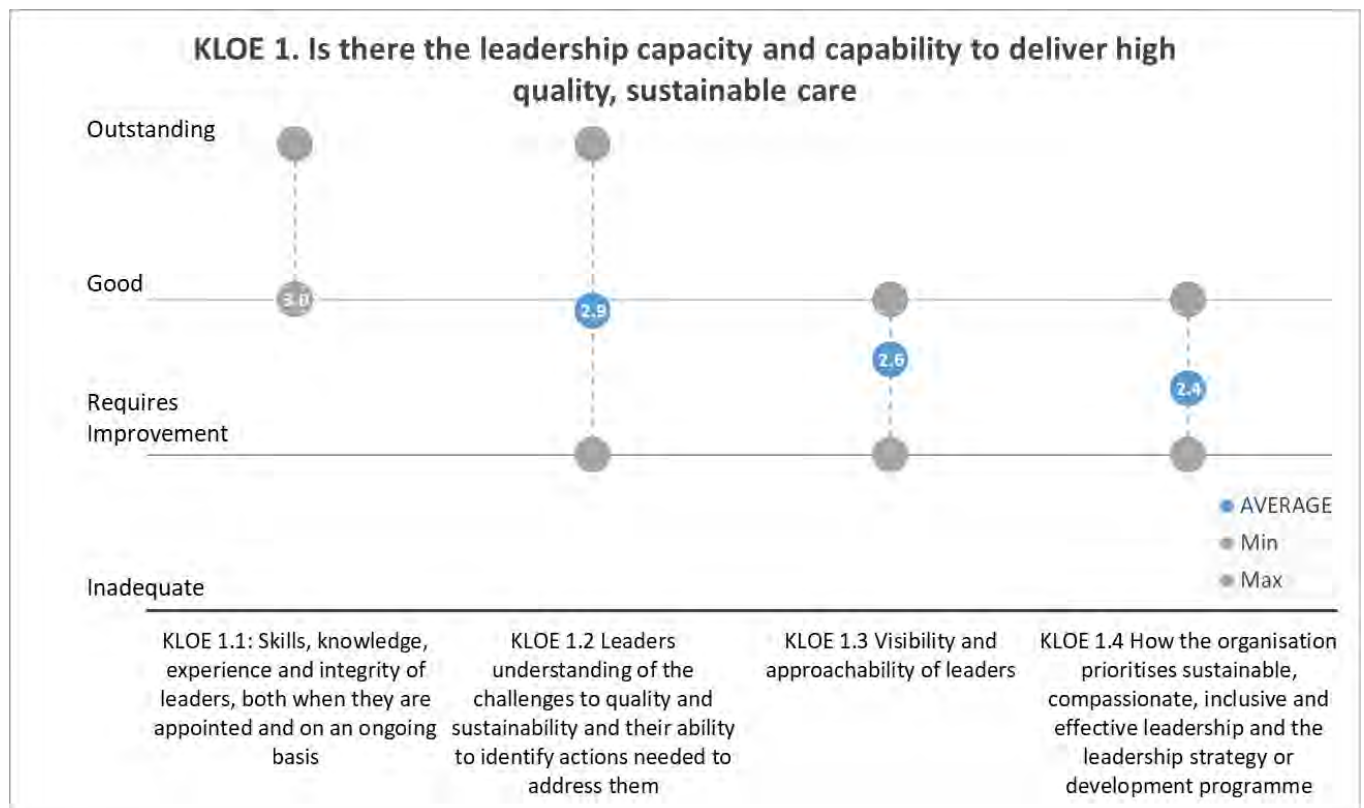 KLOE 1. Is there the leadership capacity and capability to deliver high
quality, sustainable care
Outstanding
Good
3.0
2.9
2.6
2.4
Requires
Improvement
AVERAGE
Min
Max
Inadequate
KLOE 1.1: Skills, knowledge,
experience and integrity of
leaders, both when they are
appointed and on an ongoing
basis
KLOE 1.2 Leaders
understanding of the
challenges to quality and
sustainability and their ability
to identify actions needed to
address them
KLOE 1.3 Visibility and
approachability of leaders
KLOE 1.4 How the organisation
prioritises sustainable,
compassionate, inclusive and
effective leadership and the
leadership strategy or
development programme